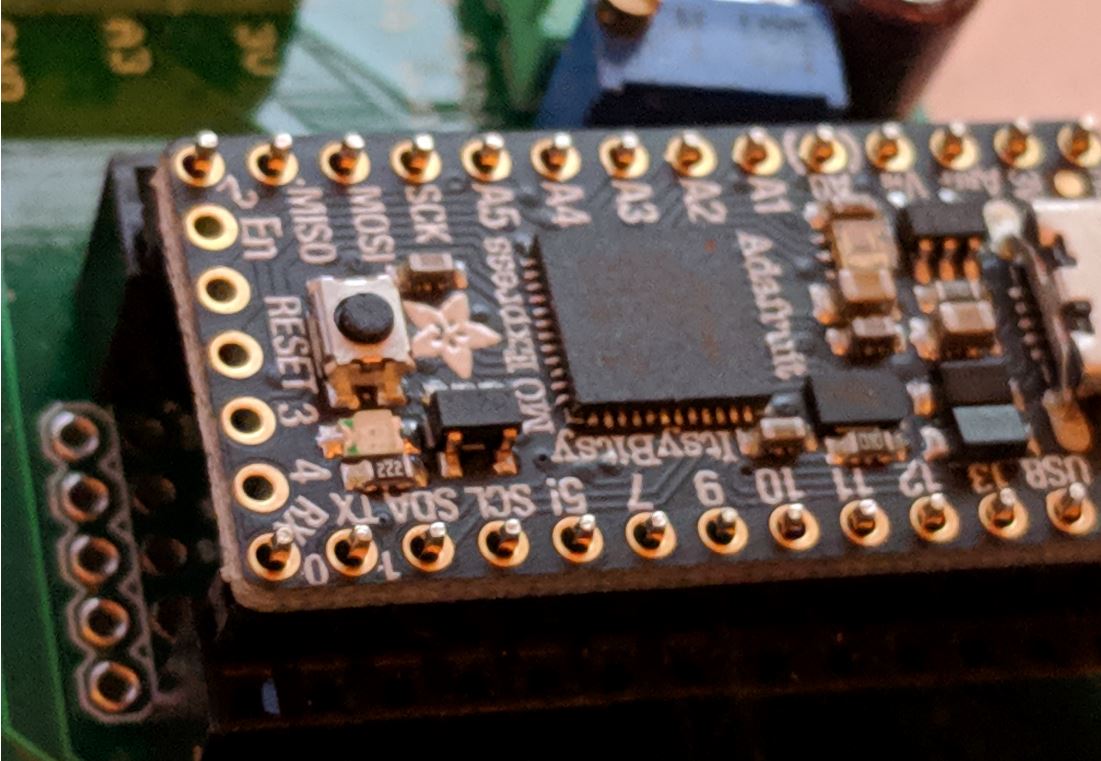 2
MISO
MOSI
SCK
A5
A4
A3
A2
A1
En
RESET
3
4
M0 Express
Adafruit
ItsyBitsy
222
RX
TX
SDA
SCL
5!
7
9
10
11
12
13
USB
0
1